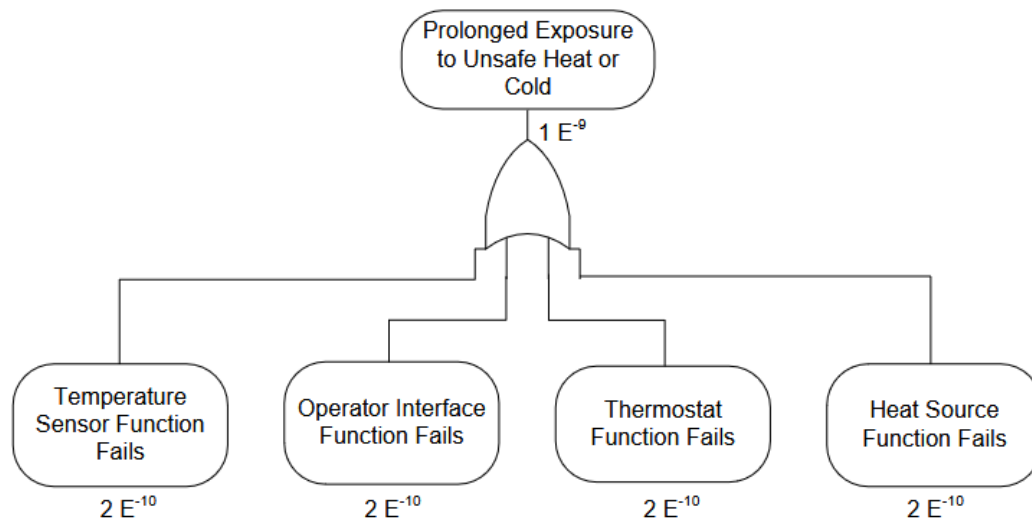 Prolonged Exposure
to Unsafe Heat or
Cold
1 E⁻⁹
Temperature
Sensor Function
Fails
2 E⁻¹⁰
Operator Interface
Function Fails
2 E⁻¹⁰
Thermostat
Function Fails
2 E⁻¹⁰
Heat Source
Function Fails
2 E⁻¹⁰